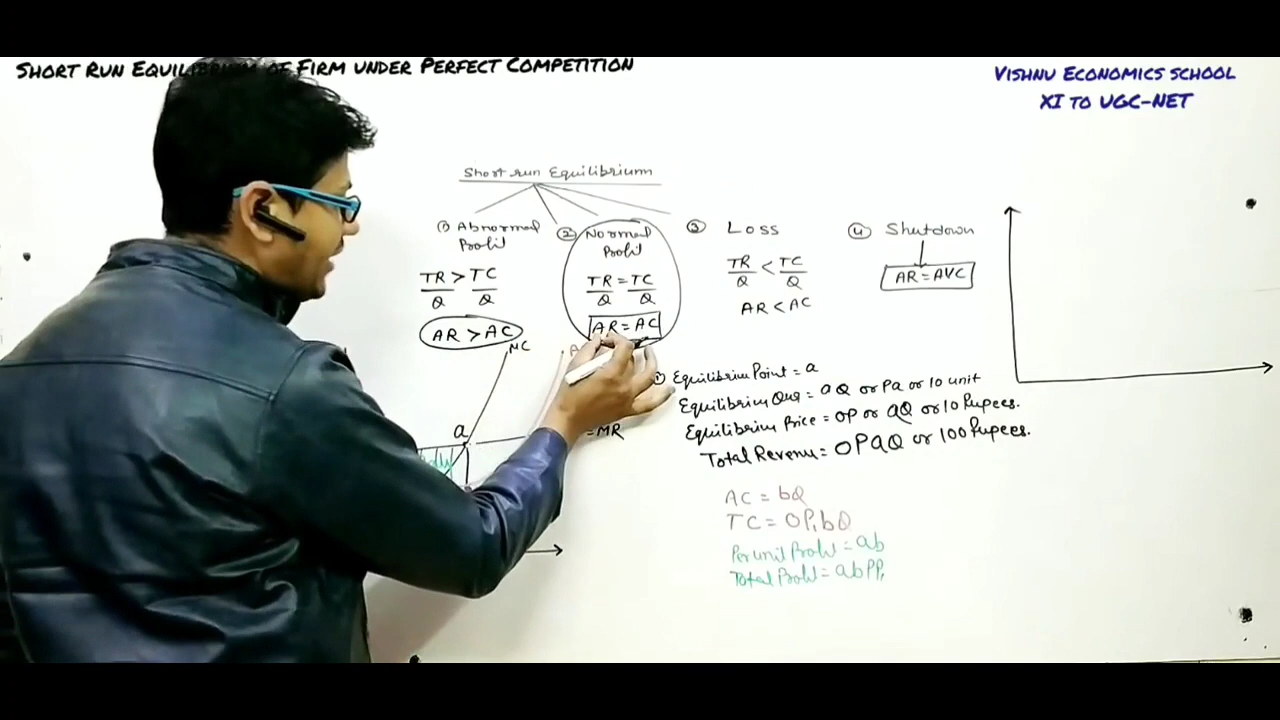 SHORT RUN EQUILIBRIUM OF FIRM UNDER PERFECT COMPETITION
VISHNU ECONOMICS SCHOOL
XI TO UGC-NET
Short run Equilibrium
① Abnormal Profit
TR/Q > TC/Q
AR > AC
② Normal Profit
TR/Q = TC/Q
AR = AC
③ Loss
TR/Q < TC/Q
AR < AC
④ Shutdown
AR = AVC
MC
a
= MR
Equilibrium Point = a
Equilibrium Qua = aQ or Pa or 10 unit
Equilibrium Price = OP or aQ or 10 Rupees.
Total Revenu = OPaQ or 100 Rupees.
AC = bQ
TC = OP₁bQ
Per unit Profit = ab
Total Profit = abPP₁